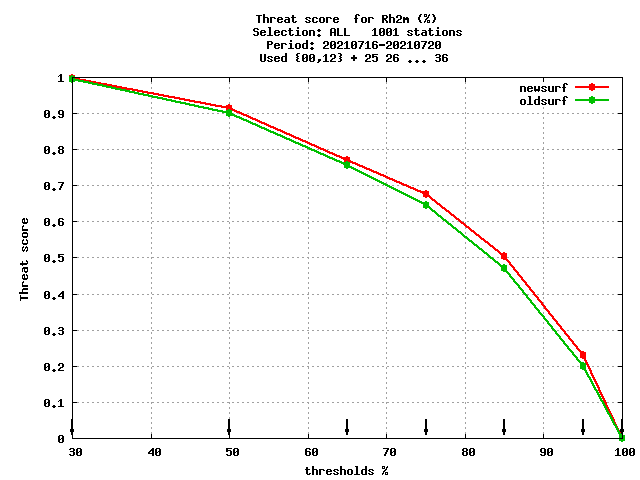 Threat score  for Rh2m (%)
Selection: ALL   1001 stations
Period: 20210716-20210720
Used {00,12} + 25 26 ... 36
newsurf
oldsurf
Threat score
1
0.9
0.8
0.7
0.6
0.5
0.4
0.3
0.2
0.1
0
30 40 50 60 70 80 90 100
thresholds %